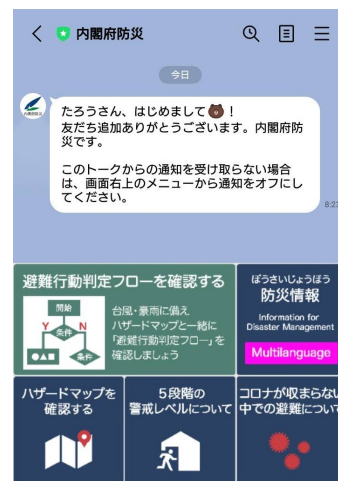 内閣府防災
今日
たろうさん、はじめまして！
友だち追加ありがとうございます。内閣府防
災です。
このトークからの通知を受け取らない場合
は、画面右上のメニューから通知をオフにし
てください。
8:23
避難行動判定フローを確認する
開始
Y 条件 N
条件
台風・豪雨に備え
ハザードマップと一緒に
「避難行動判定フロー」を
確認しましょう
ぼうさいじょうほう
防災情報
Information for
Disaster Management
Multilanguage
ハザードマップを
確認する
5段階の
警戒レベルについて
コロナが収まらない
中での避難について